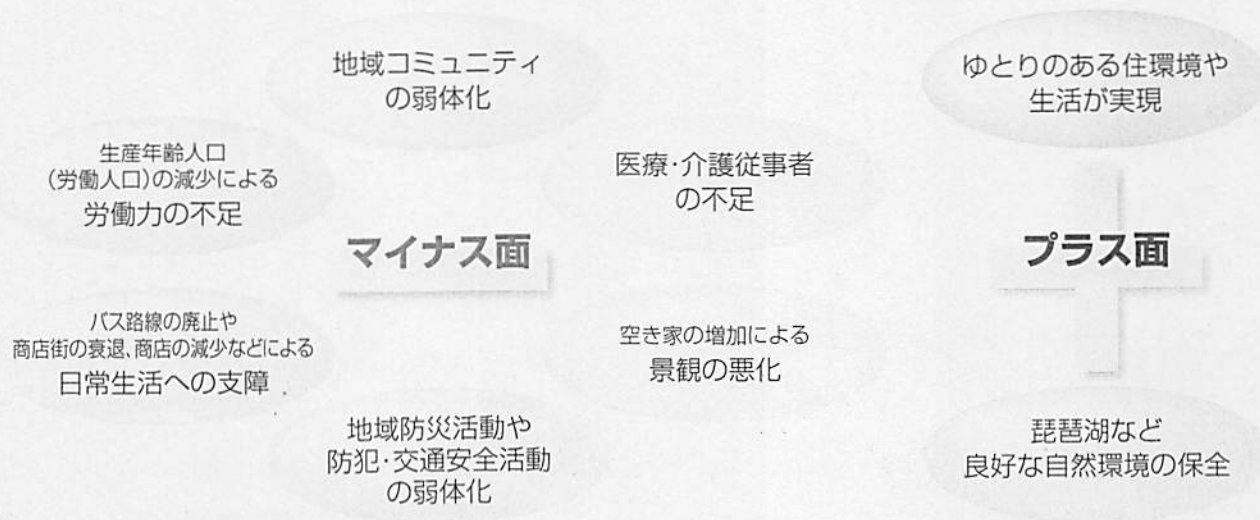 地域コミュニティ
の弱体化
生産年齢人口
(労働人口)の減少による
労働力の不足
医療・介護従事者
の不足
マイナス面
バス路線の廃止や
商店街の衰退、商店の減少などによる
日常生活への支障
空き家の増加による
景観の悪化
地域防災活動や
防犯・交通安全活動
の弱体化
ゆとりのある住環境や
生活が実現
プラス面
琵琶湖など
良好な自然環境の保全